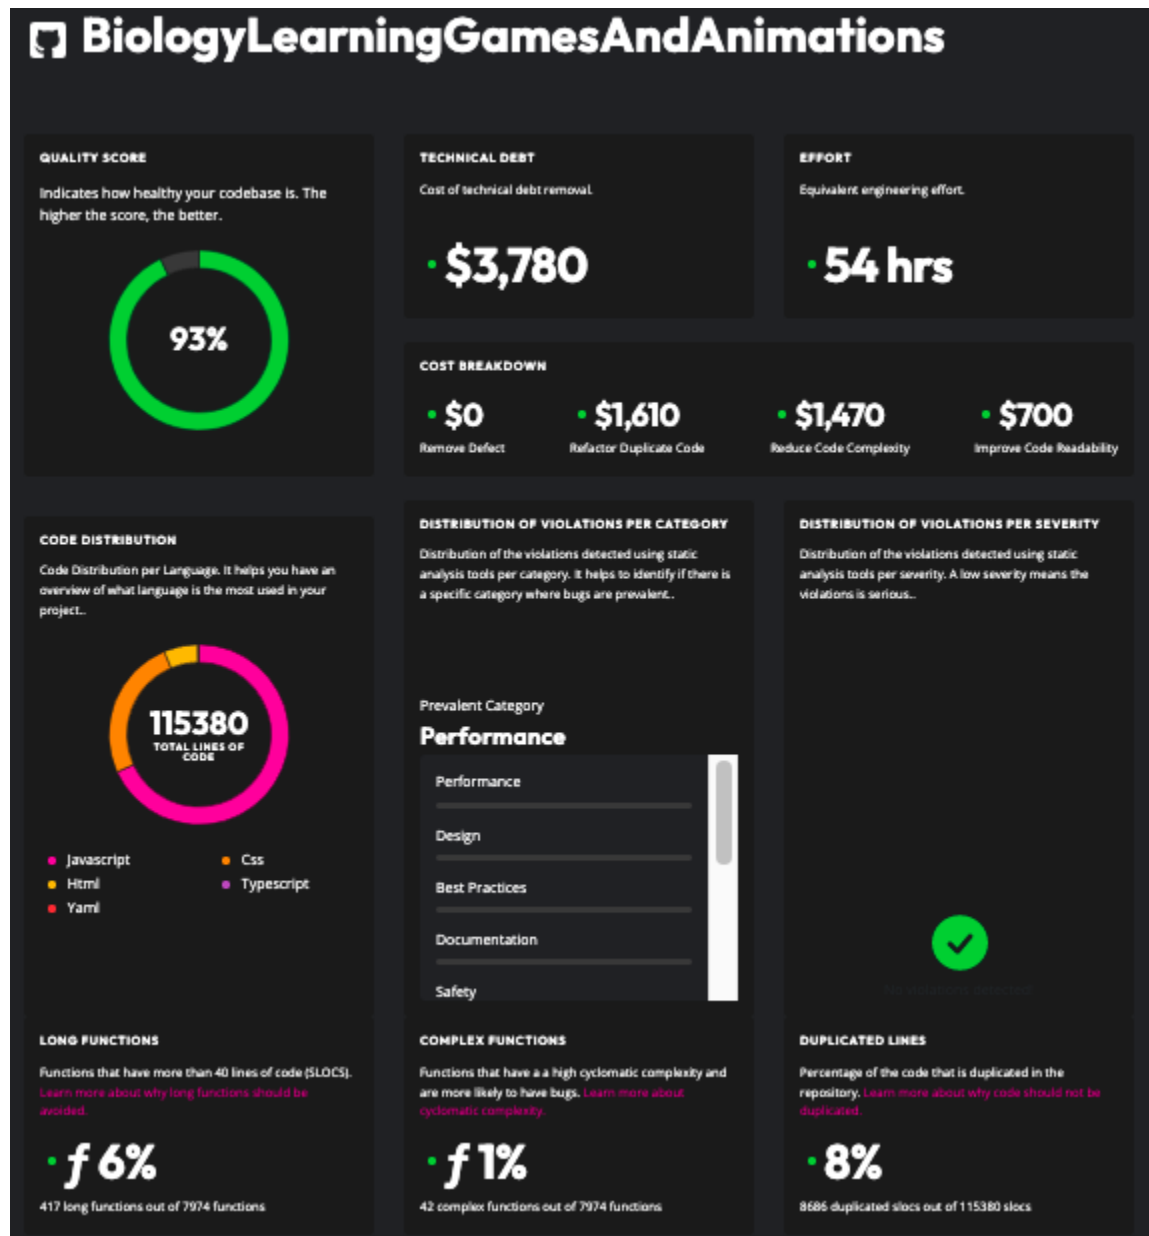 BiologyLearningGamesAndAnimations
QUALITY SCORE
Indicates how healthy your codebase is. The
higher the score, the better.
93%
TECHNICAL DEBT
Cost of technical debt removal.
$3,780
EFFORT
Equivalent engineering effort.
54 hrs
COST BREAKDOWN
$0
Remove Defect
$1,610
Refactor Duplicate Code
$1,470
Reduce Code Complexity
$700
Improve Code Readability
CODE DISTRIBUTION
Code Distribution per Language. It helps you have an
overview of what language is the most used in your
project..
115380
TOTAL LINES OF
CODE
Javascript
Css
Html
Typescript
Yaml
DISTRIBUTION OF VIOLATIONS PER CATEGORY
Distribution of the violations detected using static
analysis tools per category. It helps to identify if there is
a specific category where bugs are prevalent..
Prevalent Category
Performance
Performance
Design
Best Practices
Documentation
Safety
DISTRIBUTION OF VIOLATIONS PER SEVERITY
Distribution of the violations detected using static
analysis tools per severity. A low severity means the
violations is serious..
No violations detected!
LONG FUNCTIONS
Functions that have more than 40 lines of code (SLOCS).
Learn more about why long functions should be
avoided.
ƒ 6%
417 long functions out of 7974 functions
COMPLEX FUNCTIONS
Functions that have a a high cyclomatic complexity and
are more likely to have bugs. Learn more about
cyclomatic complexity.
ƒ 1%
42 complex functions out of 7974 functions
DUPLICATED LINES
Percentage of the code that is duplicated in the
repository. Learn more about why code should not be
duplicated.
8%
8686 duplicated slocs out of 115380 slocs